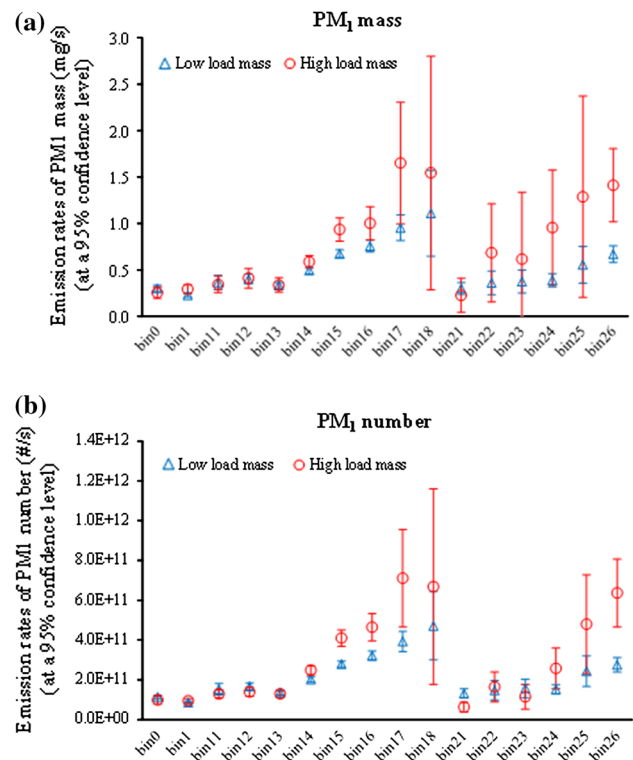 (a)
PM1 mass
Emission rates of PM1 mass (mg/s)
(at a 95% confidence level)
3.0
2.5
2.0
1.5
1.0
0.5
0.0
Low load mass
High load mass
bin0
bin1
bin11
bin12
bin13
bin14
bin15
bin16
bin17
bin18
bin21
bin22
bin23
bin24
bin25
bin26
(b)
PM1 number
Emission rates of PM1 number (#/s)
(at a 95% confidence level)
1.4E+12
1.2E+12
1.0E+12
8.0E+11
6.0E+11
4.0E+11
2.0E+11
0.0E+00
Low load mass
High load mass
bin0
bin1
bin11
bin12
bin13
bin14
bin15
bin16
bin17
bin18
bin21
bin22
bin23
bin24
bin25
bin26